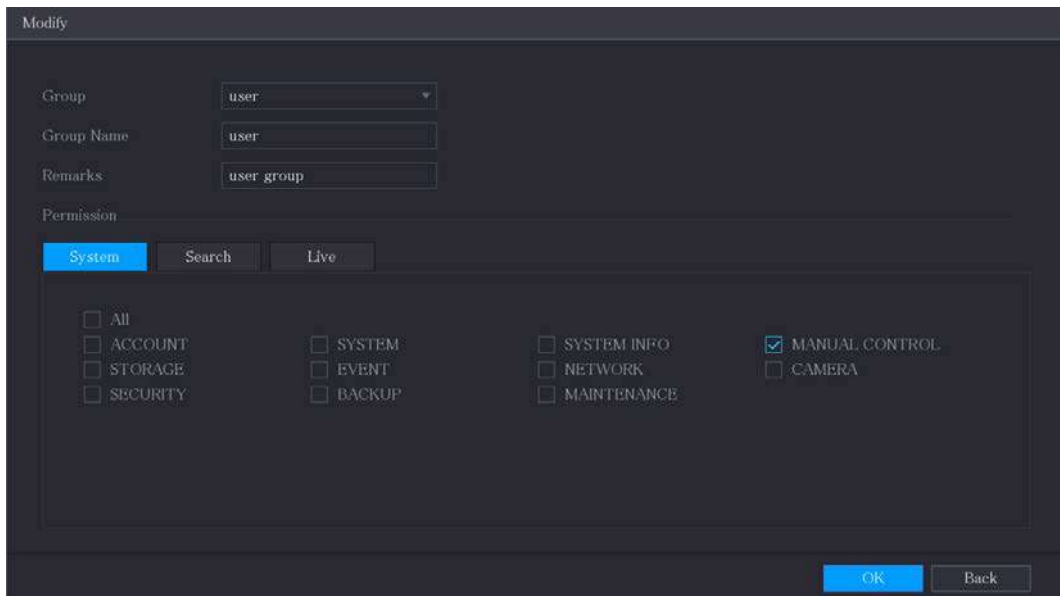 Modify
Group user
Group Name user
Remarks user group
Permission
System Search Live
All
ACCOUNT SYSTEM SYSTEM INFO MANUAL CONTROL
STORAGE EVENT NETWORK CAMERA
SECURITY BACKUP MAINTENANCE
OK Back